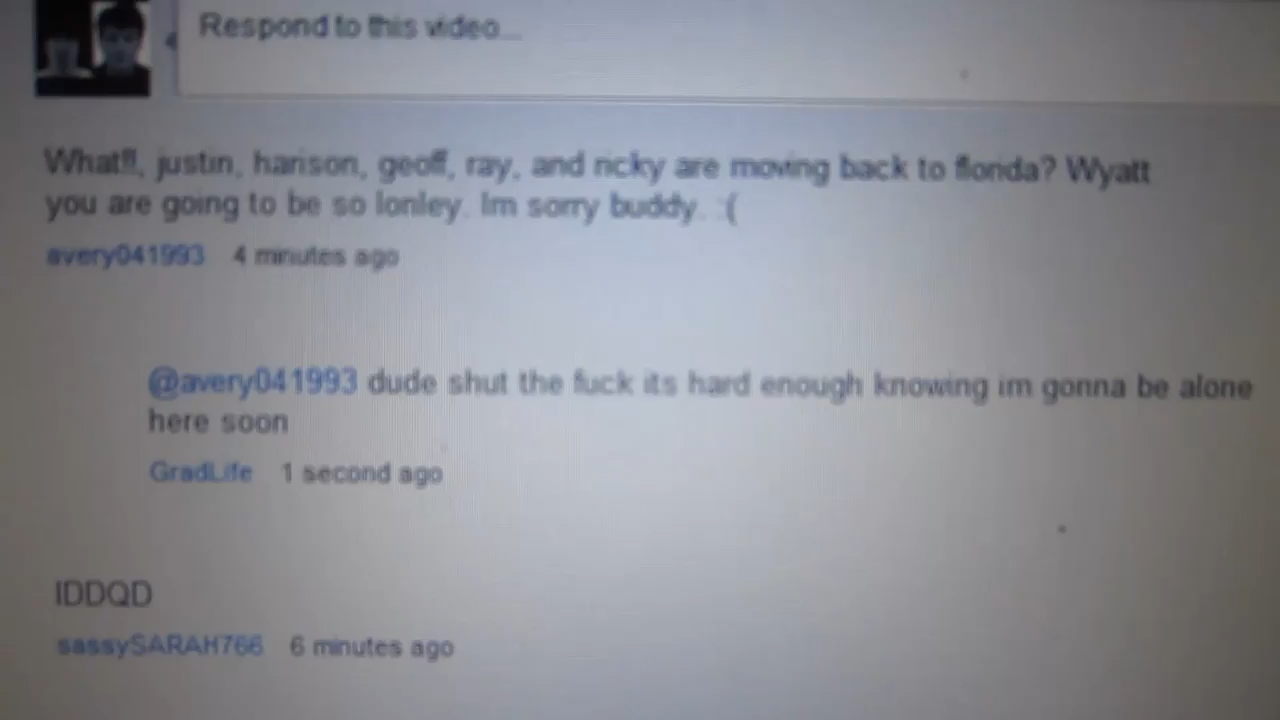 Respond to this video...
What!!, justin, harison, geoff, ray, and ricky are moving back to florida? Wyatt
you are going to be so lonley. Im sorry buddy. :(
avery041993 4 minutes ago
@avery041993 dude shut the fuck its hard enough knowing im gonna be alone
here soon
GradLife 1 second ago
IDDQD
sassySARAH766 6 minutes ago